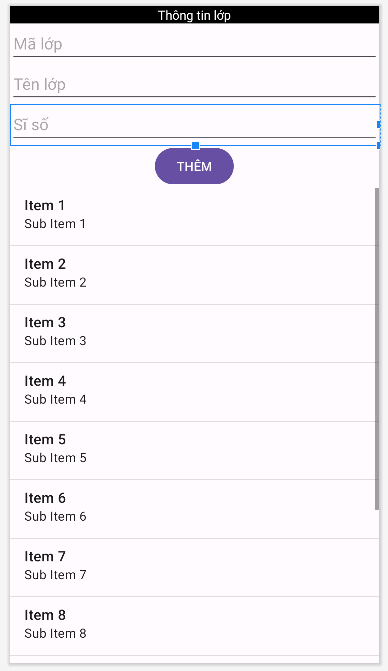 Thông tin lớp
Mã lớp
Tên lớp
Sĩ số
THÊM
Item 1
Sub Item 1
Item 2
Sub Item 2
Item 3
Sub Item 3
Item 4
Sub Item 4
Item 5
Sub Item 5
Item 6
Sub Item 6
Item 7
Sub Item 7
Item 8
Sub Item 8